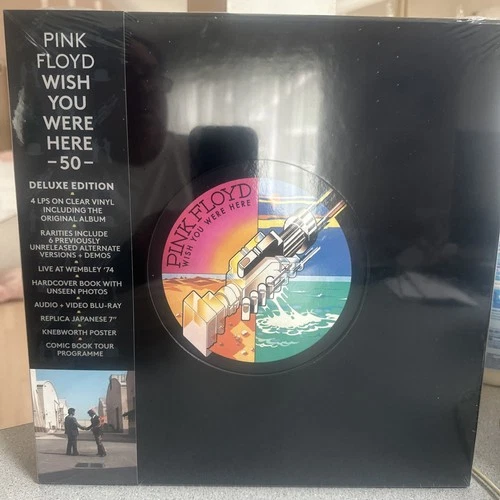 PINK
FLOYD
WISH
YOU
WERE
HERE
–50–
DELUXE EDITION
4 LPS ON CLEAR VINYL
INCLUDING THE
ORIGINAL ALBUM
RARITIES INCLUDE
6 PREVIOUSLY
UNRELEASED ALTERNATE
VERSIONS + DEMOS
LIVE AT WEMBLEY '74
HARDCOVER BOOK WITH
UNSEEN PHOTOS
AUDIO + VIDEO BLU-RAY
REPLICA JAPANESE 7"
KNEBWORTH POSTER
COMIC BOOK TOUR
PROGRAMME
PINK FLOYD
WISH YOU WERE HERE